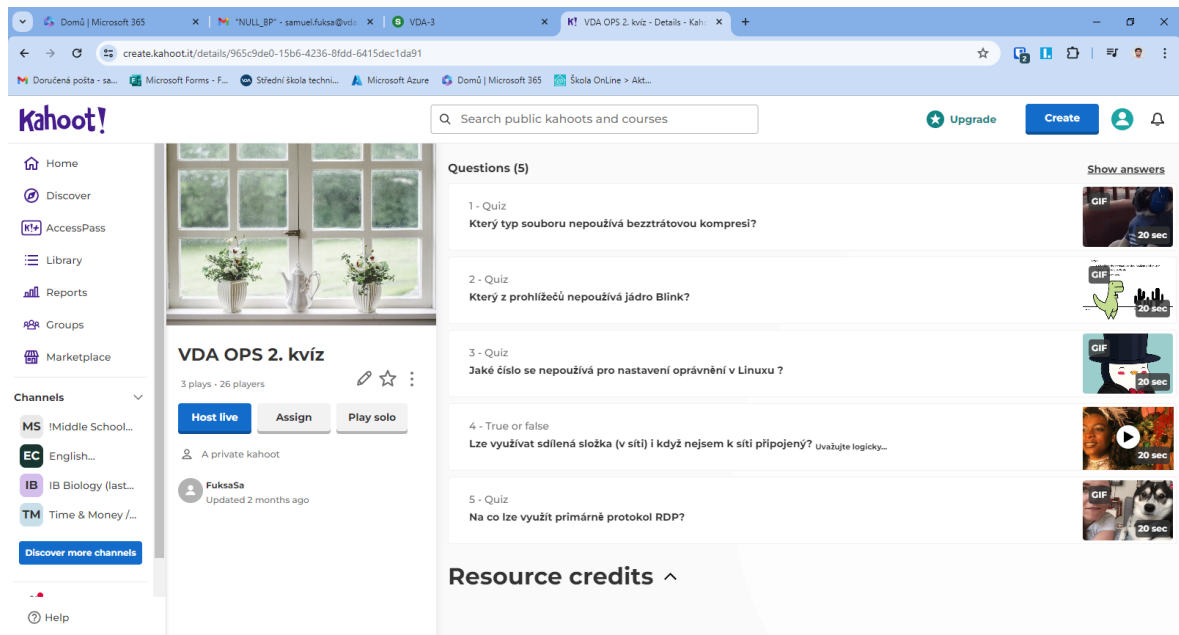 Domů | Microsoft 365
"NULL_BP" - samuel.fuksa@vda
VDA-3
K! VDA OPS 2. kvíz - Details - Kah
create.kahoot.it/details/965c9de0-15b6-4236-8fdd-6415dec1da91
Doručená pošta - sa...
Microsoft Forms - F...
Střední škola techni...
Microsoft Azure
Domů | Microsoft 365
Škola OnLine > Akt...
Kahoot!
Search public kahoots and courses
Upgrade
Create
Home
Discover
K!+ AccessPass
Library
Reports
Groups
Marketplace
Channels
MS !Middle School...
EC English...
IB IB Biology (last...
TM Time & Money /...
Discover more channels
Help
VDA OPS 2. kvíz
3 plays · 26 players
Host live
Assign
Play solo
A private kahoot
FuksaSa
Updated 2 months ago
Questions (5)
Show answers
1 - Quiz
Který typ souboru nepoužívá bezztrátovou kompresi?
GIF
20 sec
2 - Quiz
Který z prohlížečů nepoužívá jádro Blink?
GIF
20 sec
3 - Quiz
Jaké číslo se nepoužívá pro nastavení oprávnění v Linuxu ?
GIF
20 sec
4 - True or false
Lze využívat sdílená složka (v síti) i když nejsem k síti připojený? Uvažujte logicky...
20 sec
5 - Quiz
Na co lze využít primárně protokol RDP?
GIF
20 sec
Resource credits